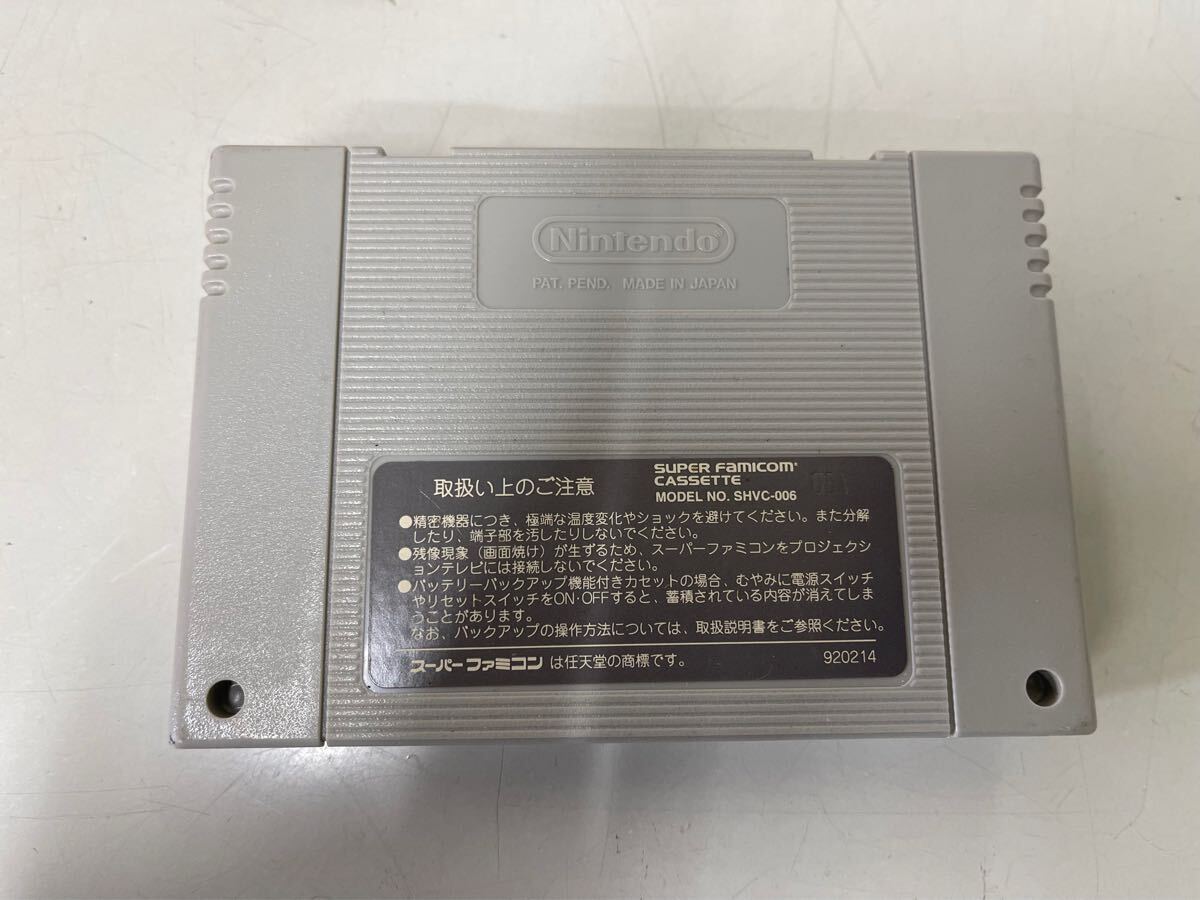 Nintendo®
PAT. PEND. MADE IN JAPAN
取扱い上のご注意
SUPER FAMICOM®
CASSETTE
MODEL NO. SHVC-006
●精密機器につき、極端な温度変化やショックを避けてください。また分解
したり、端子部を汚したりしないでください。
●残像現象（画面焼け）が生ずるため、スーパーファミコンをプロジェクシ
ョンテレビには接続しないでください。
●バッテリーバックアップ機能付きカセットの場合、むやみに電源スイッチ
やリセットスイッチをON·OFFすると、蓄積されている内容が消えてしま
うことがあります。
なお、バックアップの操作方法については、取扱説明書をご参照ください。
スーパーファミコン は任天堂の商標です。
920214